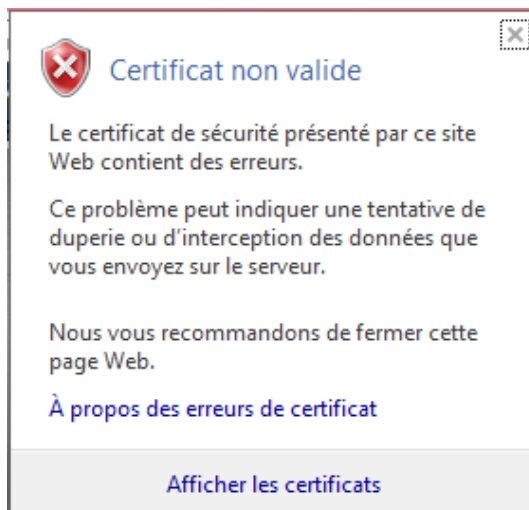 Certificat non valide
Le certificat de sécurité présenté par ce site
Web contient des erreurs.
Ce problème peut indiquer une tentative de
duperie ou d'interception des données que
vous envoyez sur le serveur.
Nous vous recommandons de fermer cette
page Web.
À propos des erreurs de certificat
Afficher les certificats